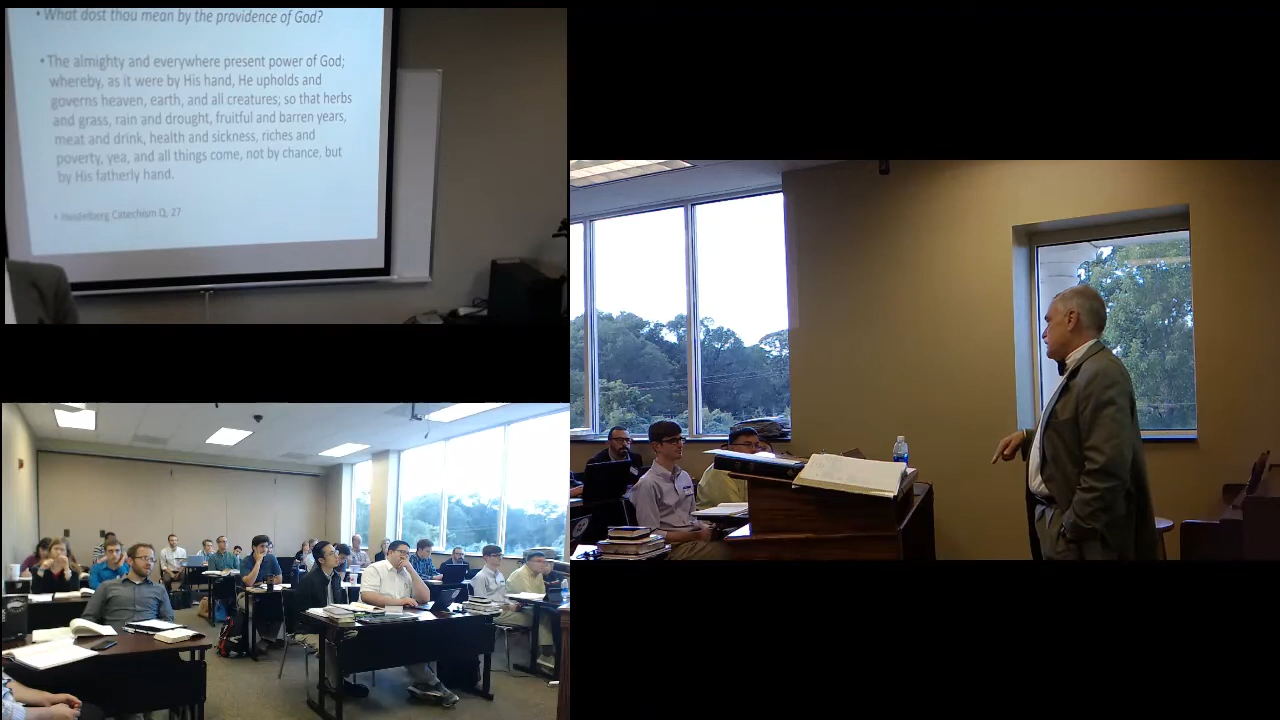 • What dost thou mean by the providence of God?
• The almighty and everywhere present power of God;
whereby, as it were by His hand, He upholds and
governs heaven, earth, and all creatures; so that herbs
and grass, rain and drought, fruitful and barren years,
meat and drink, health and sickness, riches and
poverty, yea, and all things come, not by chance, but
by His fatherly hand.
• Heidelberg Catechism Q. 27